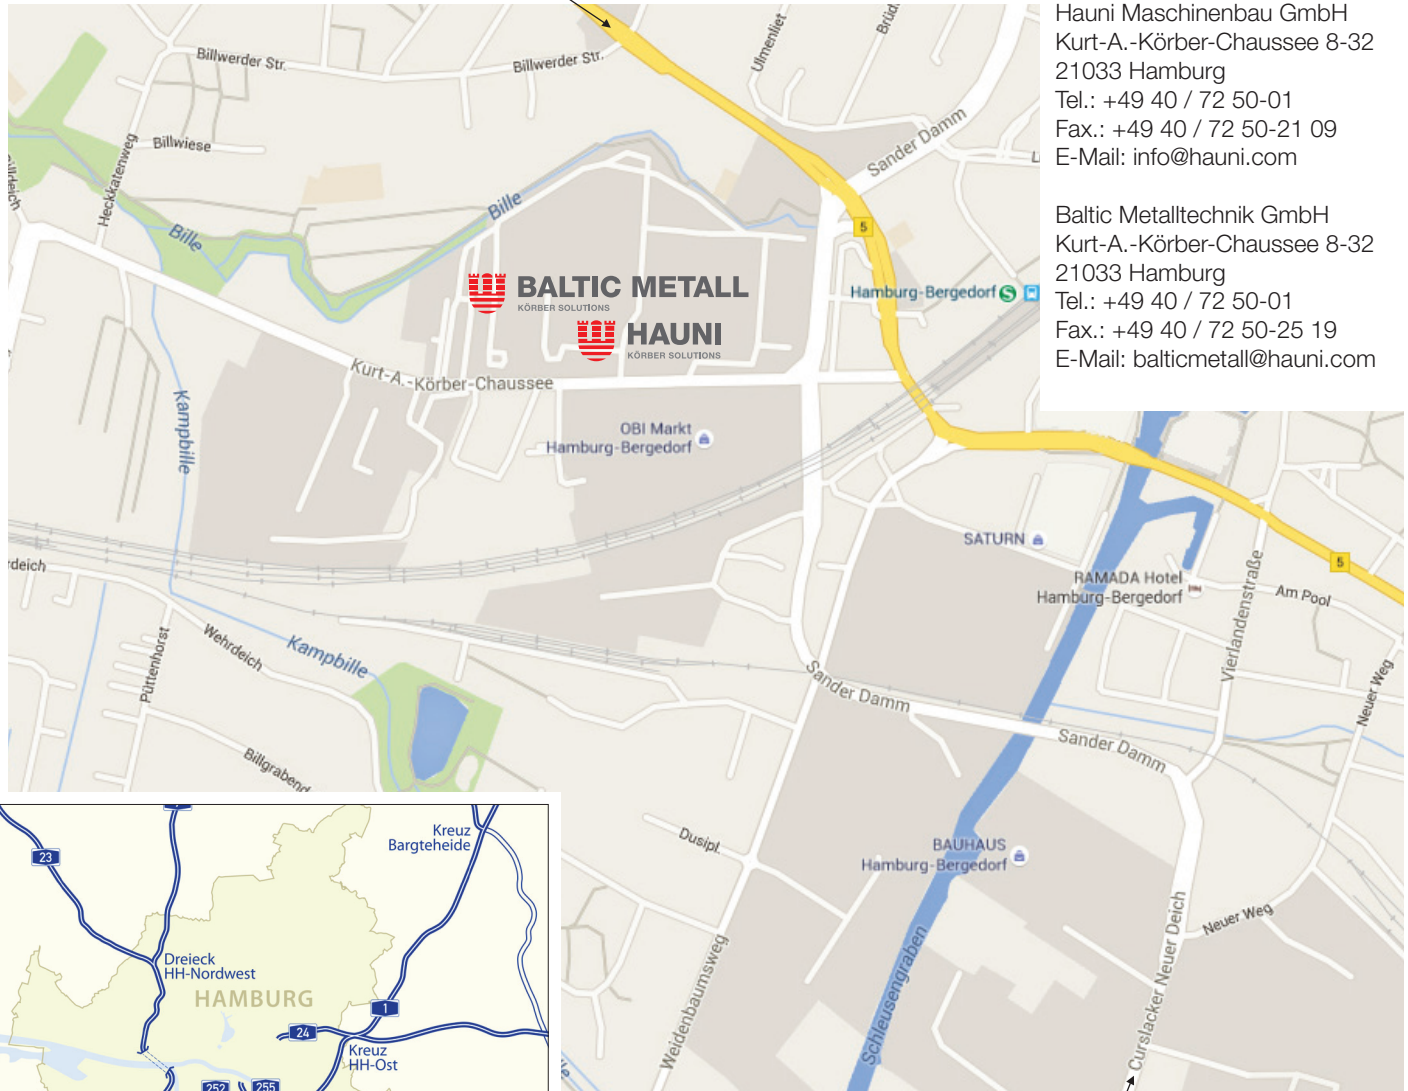 Hauni Maschinenbau GmbH
Kurt-A.-Körber-Chaussee 8-32
21033 Hamburg
Tel.: +49 40 / 72 50-01
Fax.: +49 40 / 72 50-21 09
E-Mail: info@hauni.com
Baltic Metalltechnik GmbH
Kurt-A.-Körber-Chaussee 8-32
21033 Hamburg
Tel.: +49 40 / 72 50-01
Fax.: +49 40 / 72 50-25 19
E-Mail: balticmetall@hauni.com
Billwerder Str.
Billwerder Str.
Ulmenliet
Sander Damm
Billwiese
Heckkatenweg
Bille
Bille
5
BALTIC METALL
KÖRBER SOLUTIONS
HAUNI
KÖRBER SOLUTIONS
Hamburg-Bergedorf
S
Kurt-A.-Körber-Chaussee
Kampbille
OBI Markt
Hamburg-Bergedorf
SATURN
5
RAMADA Hotel
Hamburg-Bergedorf
Am Pool
Vierlandenstraße
rdeich
Wehrdeich
Püttenhorst
Kampbille
Sander Damm
Neuer Weg
Sander Damm
Billgrabend
Dusipl.
BAUHAUS
Hamburg-Bergedorf
Neuer Weg
Curslacker Neuer Deich
Schleusengraben
Weidenbaumsweg
Kreuz
Bargteheide
23
Dreieck
HH-Nordwest
HAMBURG
1
24
Kreuz
HH-Ost
252
255